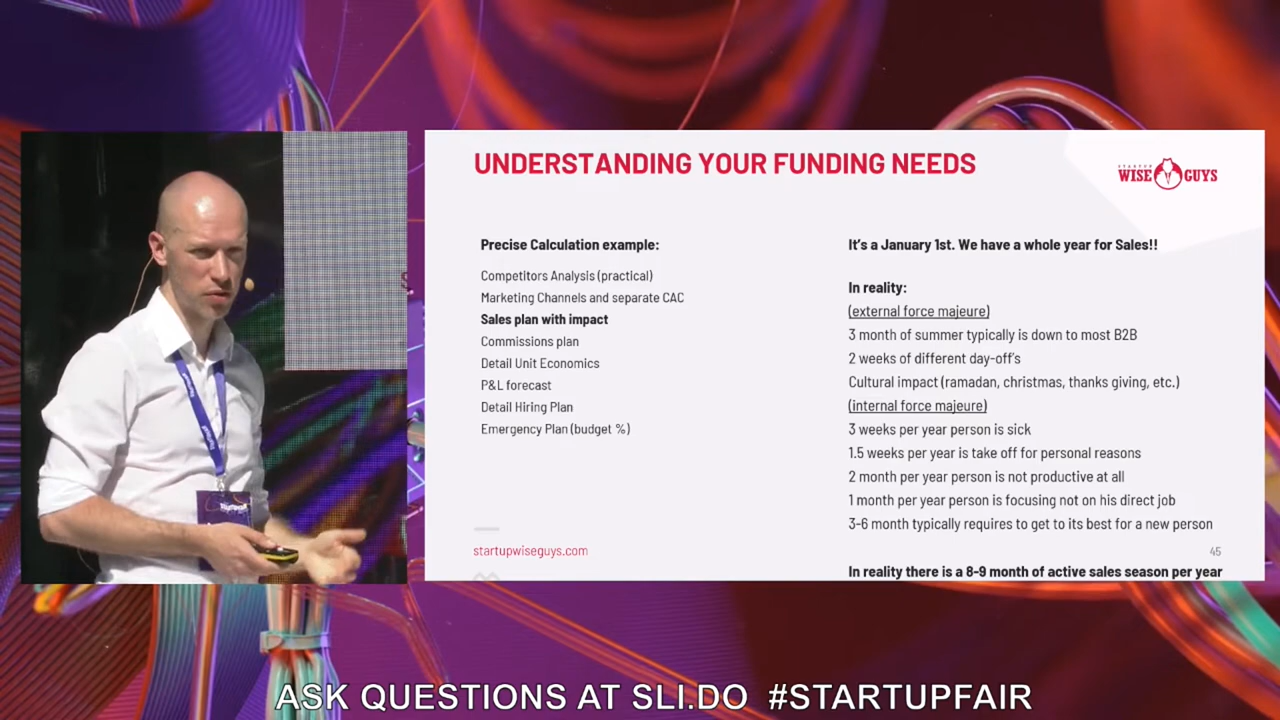 UNDERSTANDING YOUR FUNDING NEEDS
STARTUP
WISE GUYS
Precise Calculation example:
Competitors Analysis (practical)
Marketing Channels and separate CAC
Sales plan with impact
Commissions plan
Detail Unit Economics
P&L forecast
Detail Hiring Plan
Emergency Plan (budget %)
It's a January 1st. We have a whole year for Sales!!
In reality:
(external force majeure)
3 month of summer typically is down to most B2B
2 weeks of different day-off's
Cultural impact (ramadan, christmas, thanks giving, etc.)
(internal force majeure)
3 weeks per year person is sick
1.5 weeks per year is take off for personal reasons
2 month per year person is not productive at all
1 month per year person is focusing not on his direct job
3-6 month typically requires to get to its best for a new person
startupwiseguys.com
45
In reality there is a 8-9 month of active sales season per year
ASK QUESTIONS AT SLI.DO #STARTUPFAIR